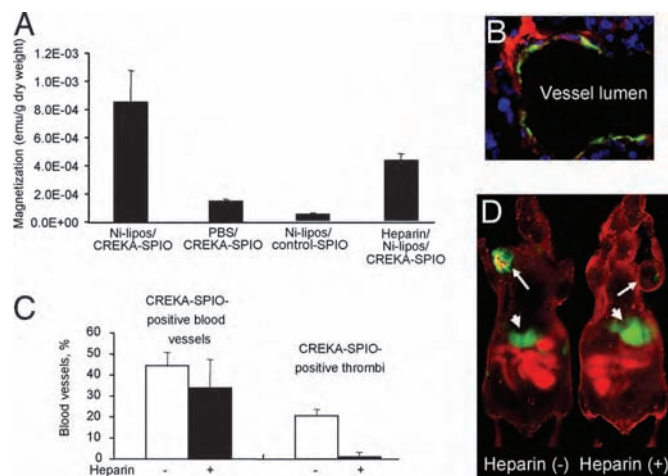 A
Magnetization (emu/g dry weight)
1.2E-03
1.0E-03
8.0E-04
6.0E-04
4.0E-04
2.0E-04
0.0E+00
Ni-lipos/
CREKA-SPIO
PBS/
CREKA-SPIO
Ni-lipos/
control-SPIO
Heparin/
Ni-lipos/
CREKA-SPIO
B
Vessel lumen
C
Blood vessels, %
60
50
40
30
20
10
0
CREKA-SPIO-
positive blood
vessels
CREKA-SPIO-
positive thrombi
Heparin - + - +
D
Heparin (-) Heparin (+)